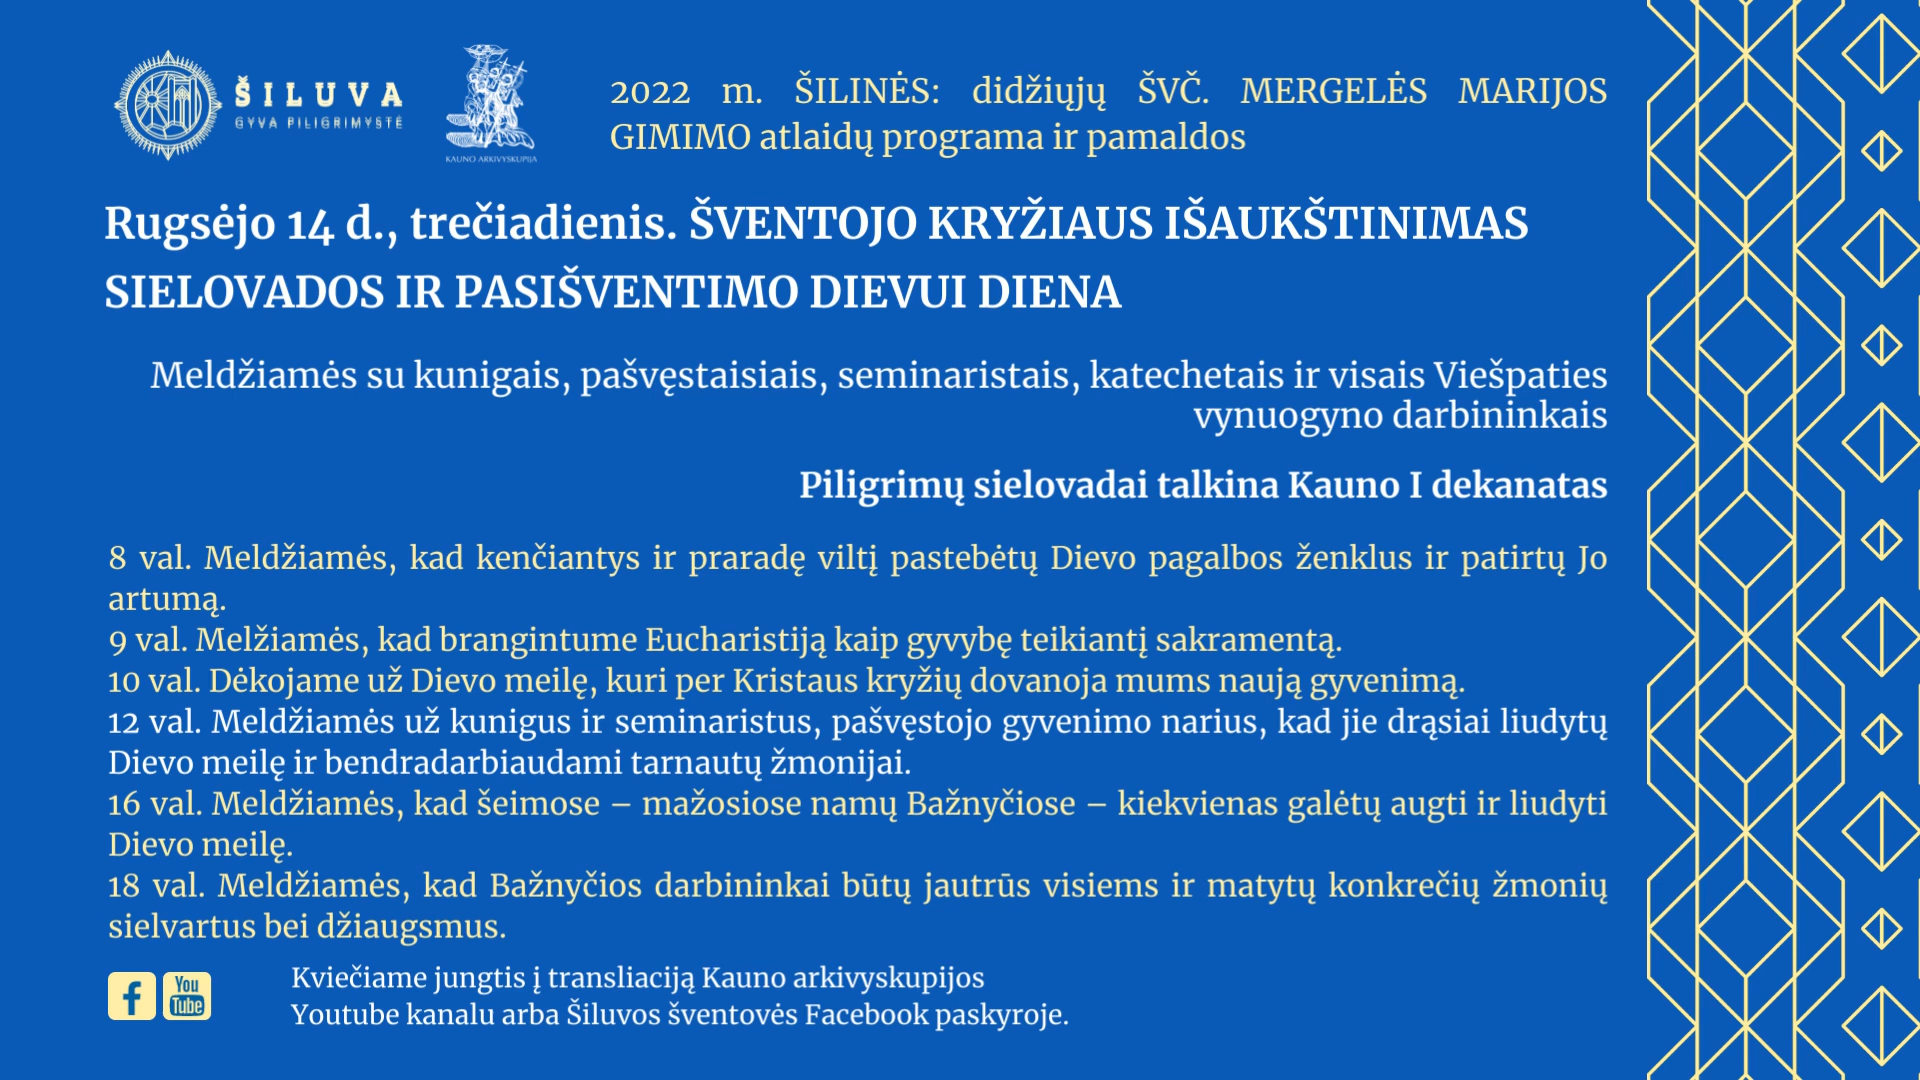 ŠILUVA
GYVA PILIGRIMYSTĖ
KAUNO ARKIVYSKUPIJA
2022 m. ŠILINĖS: didžiųjų ŠVČ. MERGELĖS MARIJOS
GIMIMO atlaidų programa ir pamaldos
Rugsėjo 14 d., trečiadienis. ŠVENTOJO KRYŽIAUS IŠAUKŠTINIMAS
SIELOVADOS IR PASIŠVENTIMO DIEVUI DIENA
Meldžiamės su kunigais, pašvęstaisiais, seminaristais, katechetais ir visais Viešpaties
vynuogyno darbininkais
Piligrimų sielovadai talkina Kauno I dekanatas
8 val. Meldžiamės, kad kenčiantys ir praradę viltį pastebėtų Dievo pagalbos ženklus ir patirtų Jo
artumą.
9 val. Melžiamės, kad brangintume Eucharistiją kaip gyvybę teikiantį sakramentą.
10 val. Dėkojame už Dievo meilę, kuri per Kristaus kryžių dovanoja mums naują gyvenimą.
12 val. Meldžiamės už kunigus ir seminaristus, pašvęstojo gyvenimo narius, kad jie drąsiai liudytų
Dievo meilę ir bendradarbiaudami tarnautų žmonijai.
16 val. Meldžiamės, kad šeimose – mažosiose namų Bažnyčiose – kiekvienas galėtų augti ir liudyti
Dievo meilę.
18 val. Meldžiamės, kad Bažnyčios darbininkai būtų jautrūs visiems ir matytų konkrečių žmonių
sielvartus bei džiaugsmus.
f
You
Tube
Kviečiame jungtis į transliaciją Kauno arkivyskupijos
Youtube kanalu arba Šiluvos šventovės Facebook paskyroje.